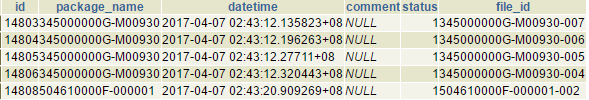 id package_name datetime comment status file_id
14803 345000000G-M00930 2017-04-07 02:43:12.135823+08 NULL 1345000000G-M00930-007
14804 345000000G-M00930 2017-04-07 02:43:12.196263+08 NULL 1345000000G-M00930-006
14805 345000000G-M00930 2017-04-07 02:43:12.27711+08 NULL 1345000000G-M00930-005
14806 345000000G-M00930 2017-04-07 02:43:12.320443+08 NULL 1345000000G-M00930-004
14808 504610000F-000001 2017-04-07 02:43:20.909269+08 NULL 1504610000F-000001-002